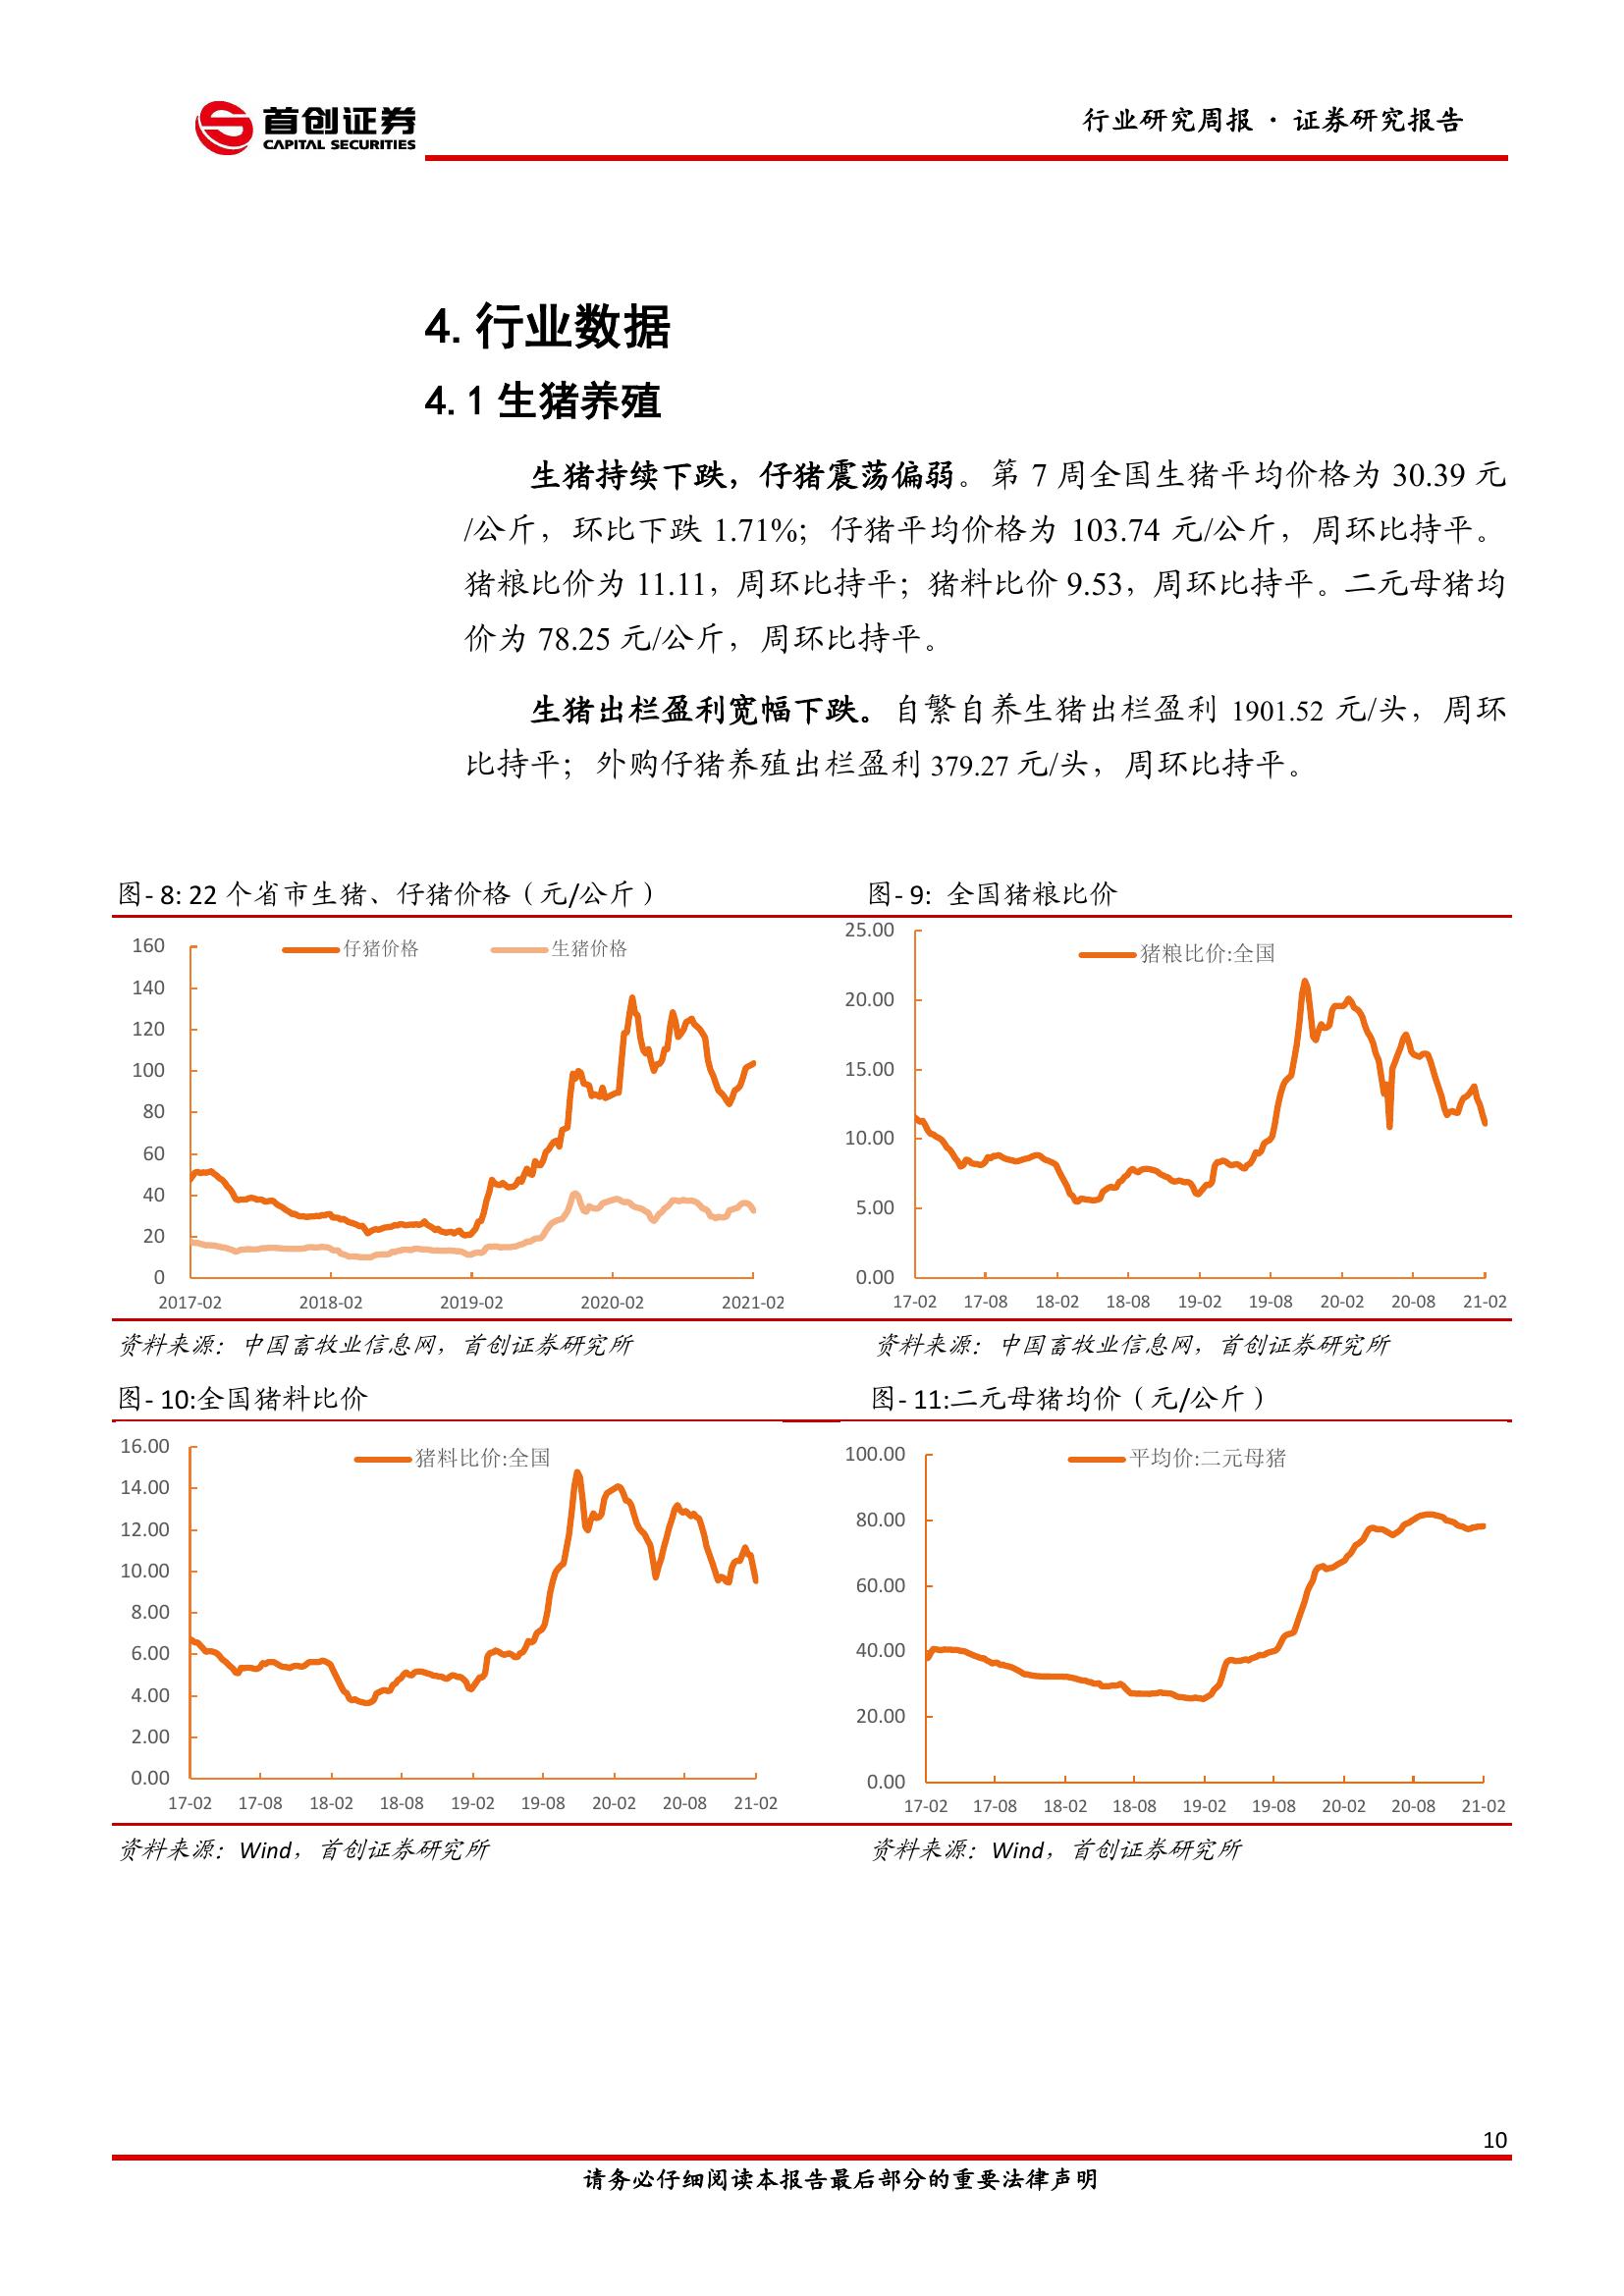 首创证券
CAPITAL SECURITIES
行业研究周报 · 证券研究报告
4. 行业数据
4.1 生猪养殖
生猪持续下跌，仔猪震荡偏弱。第 7 周全国生猪平均价格为 30.39 元
/公斤，环比下跌 1.71%；仔猪平均价格为 103.74 元/公斤，周环比持平。
猪粮比价为 11.11，周环比持平；猪料比价 9.53，周环比持平。二元母猪均
价为 78.25 元/公斤，周环比持平。
生猪出栏盈利宽幅下跌。自繁自养生猪出栏盈利 1901.52 元/头，周环
比持平；外购仔猪养殖出栏盈利 379.27 元/头，周环比持平。
图- 8: 22 个省市生猪、仔猪价格（元/公斤）
仔猪价格 生猪价格
160
140
120
100
80
60
40
20
0
2017-02 2018-02 2019-02 2020-02 2021-02
资料来源：中国畜牧业信息网，首创证券研究所
图- 9: 全国猪粮比价
猪粮比价:全国
25.00
20.00
15.00
10.00
5.00
0.00
17-02 17-08 18-02 18-08 19-02 19-08 20-02 20-08 21-02
资料来源：中国畜牧业信息网，首创证券研究所
图- 10:全国猪料比价
猪料比价:全国
16.00
14.00
12.00
10.00
8.00
6.00
4.00
2.00
0.00
17-02 17-08 18-02 18-08 19-02 19-08 20-02 20-08 21-02
资料来源：Wind，首创证券研究所
图- 11:二元母猪均价（元/公斤）
平均价:二元母猪
100.00
80.00
60.00
40.00
20.00
0.00
17-02 17-08 18-02 18-08 19-02 19-08 20-02 20-08 21-02
资料来源：Wind，首创证券研究所
10
请务必仔细阅读本报告最后部分的重要法律声明